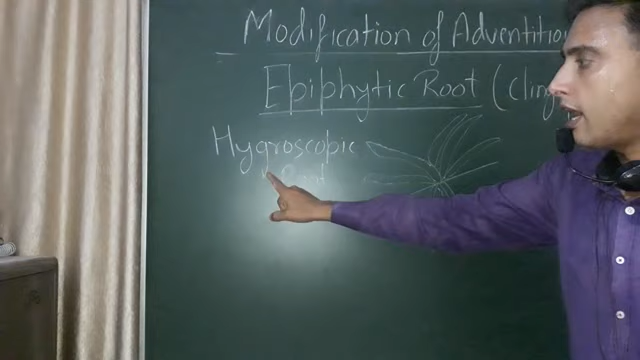 Modification of Adventitio
Epiphytic Root (Cling
Hygroscopic